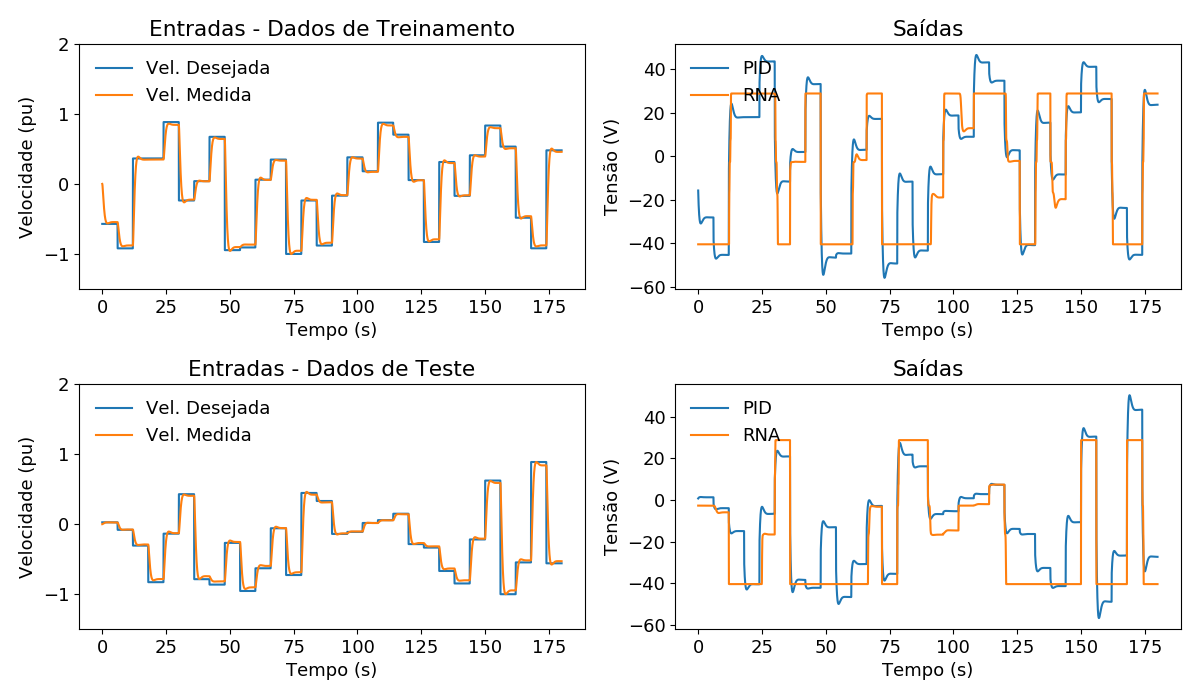 Entradas - Dados de Treinamento
2
1
0
−1
Velocidade (pu)
Vel. Desejada
Vel. Medida
0 25 50 75 100 125 150 175
Tempo (s)
Saídas
40
20
0
−20
−40
−60
Tensão (V)
PID
RNA
0 25 50 75 100 125 150 175
Tempo (s)
Entradas - Dados de Teste
2
1
0
−1
Velocidade (pu)
Vel. Desejada
Vel. Medida
0 25 50 75 100 125 150 175
Tempo (s)
Saídas
40
20
0
−20
−40
−60
Tensão (V)
PID
RNA
0 25 50 75 100 125 150 175
Tempo (s)